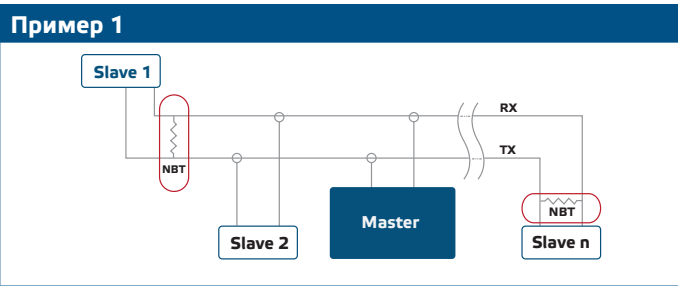 Пример 1
Slave 1
RX
TX
NBT
NBT
Master
Slave 2
Slave n